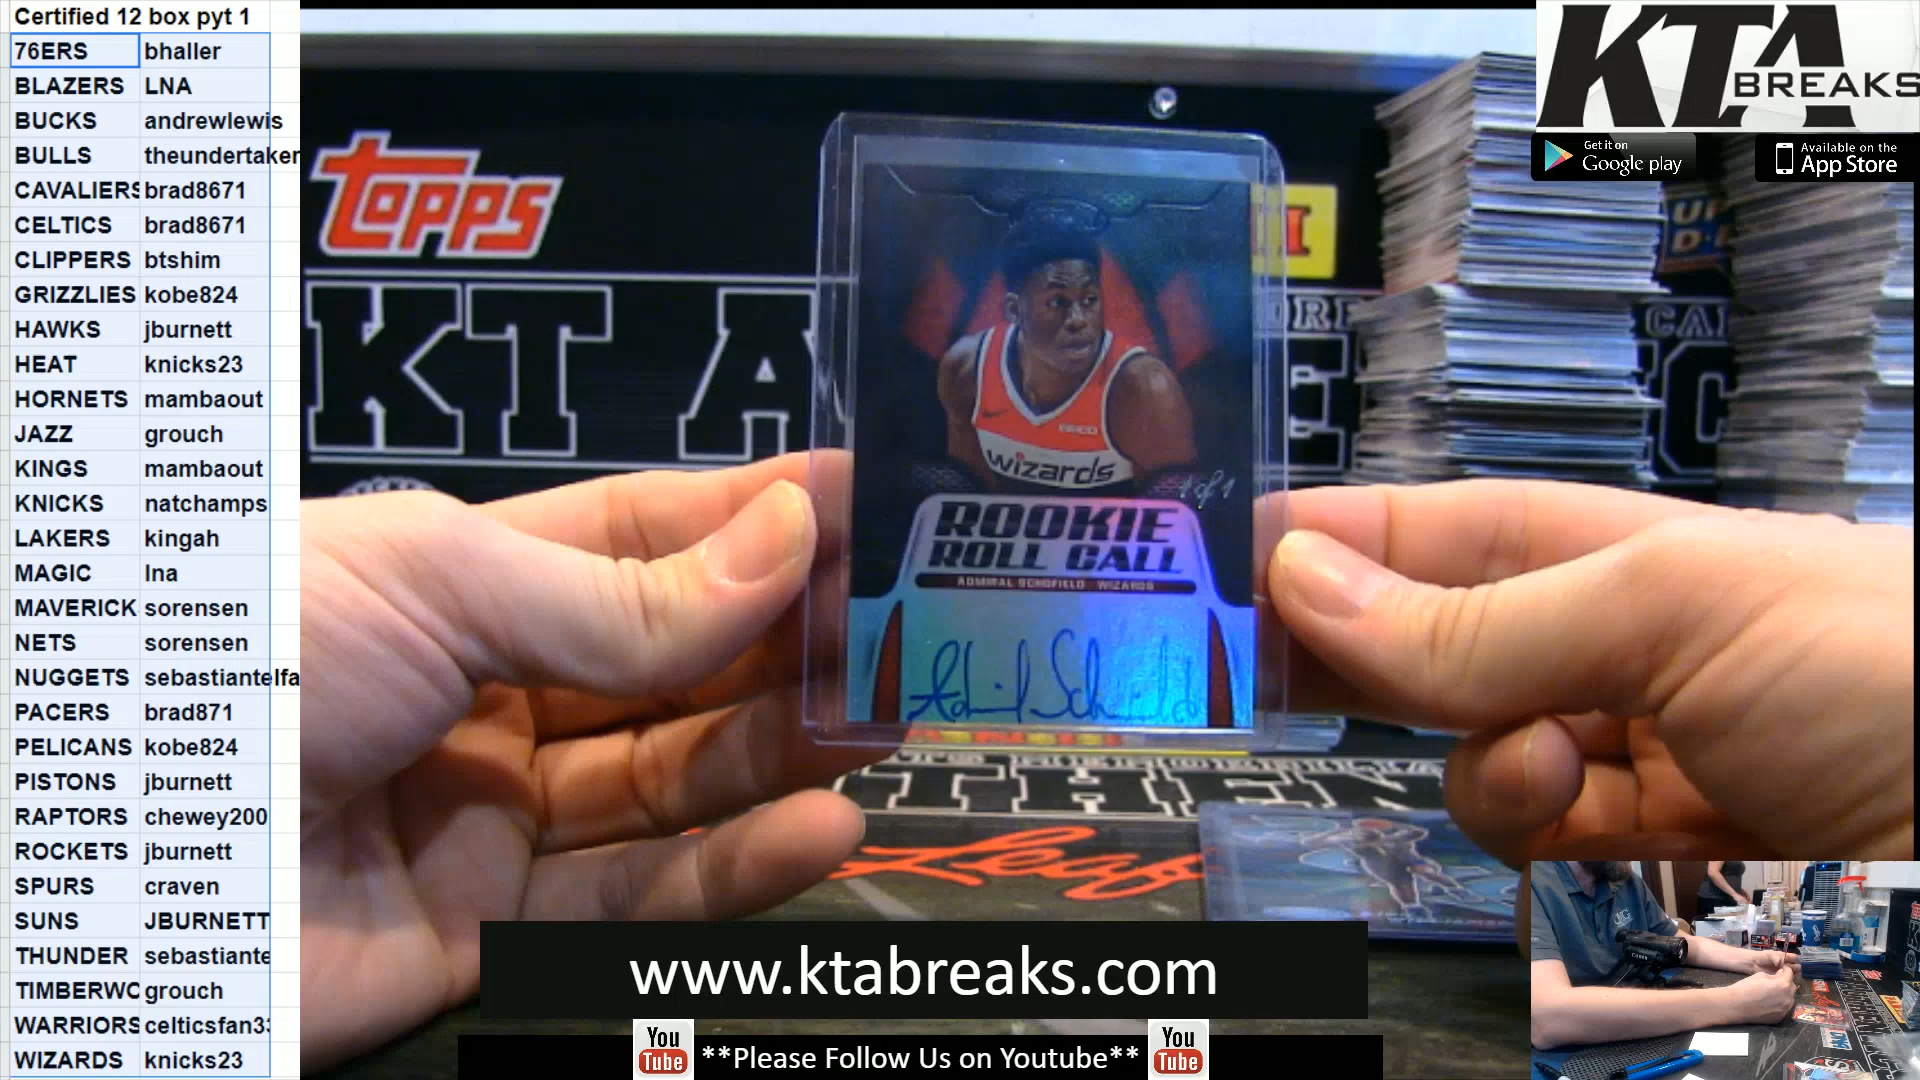 Certified 12 box pyt 1
76ERS bhaller
BLAZERS LNA
BUCKS andrewlewis
BULLS theundertaker
CAVALIERS brad8671
CELTICS brad8671
CLIPPERS btshim
GRIZZLIES kobe824
HAWKS jburnett
HEAT knicks23
HORNETS mambaout
JAZZ grouch
KINGS mambaout
KNICKS natchamps
LAKERS kingah
MAGIC lna
MAVERICK sorensen
NETS sorensen
NUGGETS sebastiantelfa
PACERS brad871
PELICANS kobe824
PISTONS jburnett
RAPTORS chewey200
ROCKETS jburnett
SPURS craven
SUNS JBURNETT
THUNDER sebastiante
TIMBERWO grouch
WARRIORS celticsfan33
WIZARDS knicks23
KTA BREAKS
Get it on Google play
Available on the App Store
TOPPS
KTA
wizards
1 of 1
ROOKIE
ROLL CALL
ADMIRAL SCHOFIELD WIZARDS
Leaf
www.ktabreaks.com
You Tube **Please Follow Us on Youtube** You Tube